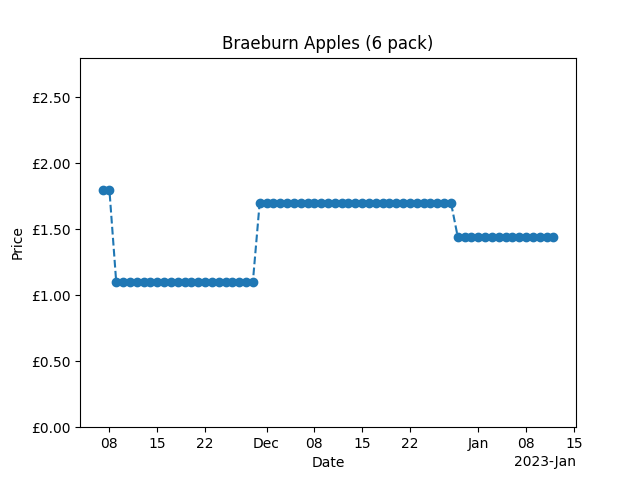 Braeburn Apples (6 pack)
£2.50
£2.00
£1.50
£1.00
£0.50
£0.00
Price
08 15 22 Dec 08 15 22 Jan 08 15
Date
2023-Jan